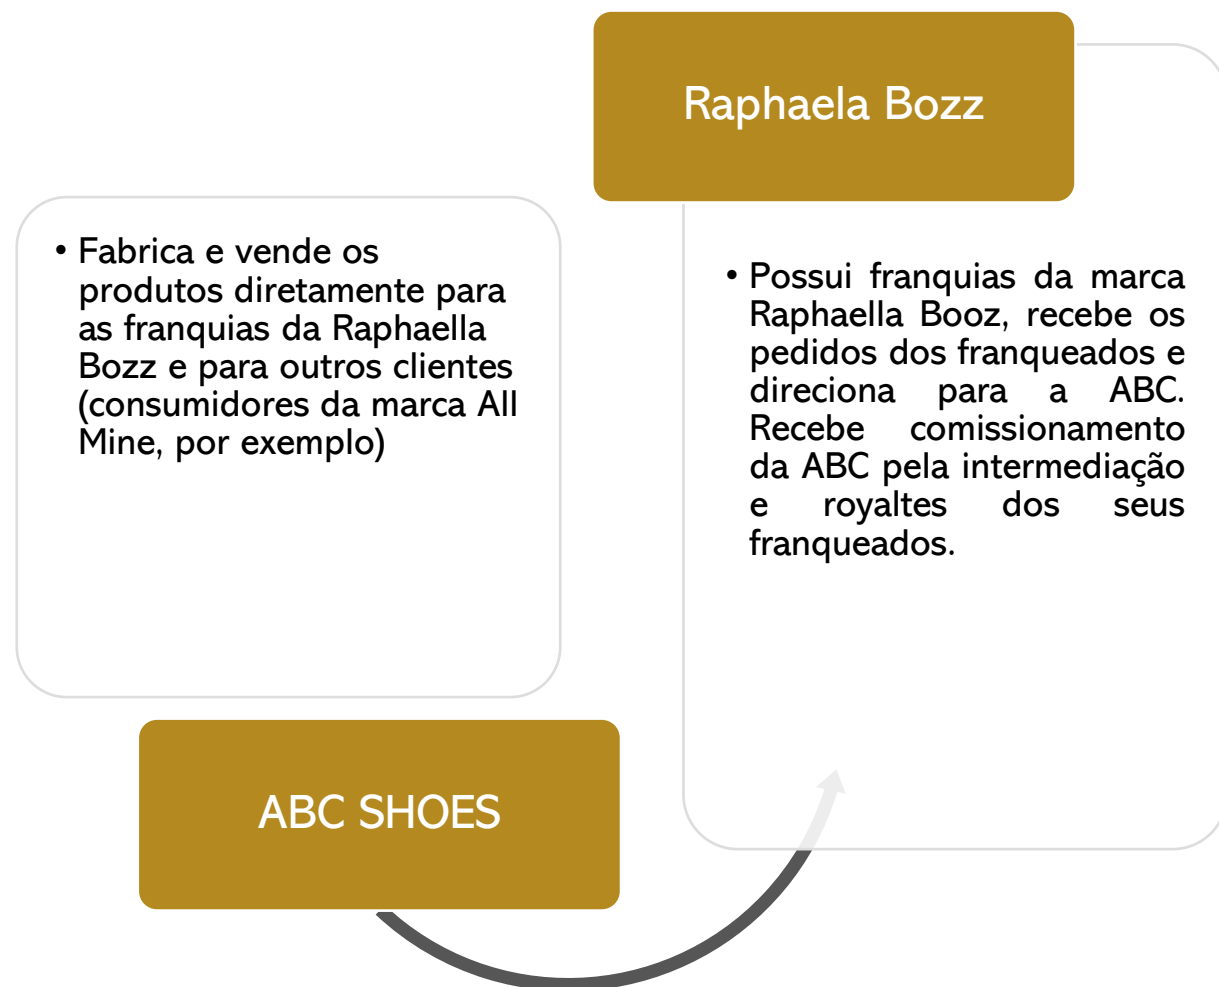 Raphaela Bozz
• Fabrica e vende os
produtos diretamente para
as franquias da Raphaella
Bozz e para outros clientes
(consumidores da marca All
Mine, por exemplo)
• Possui franquias da marca
Raphaella Booz, recebe os
pedidos dos franqueados e
direciona para a ABC.
Recebe comissionamento
da ABC pela intermediação
e royaltes dos seus
franqueados.
ABC SHOES